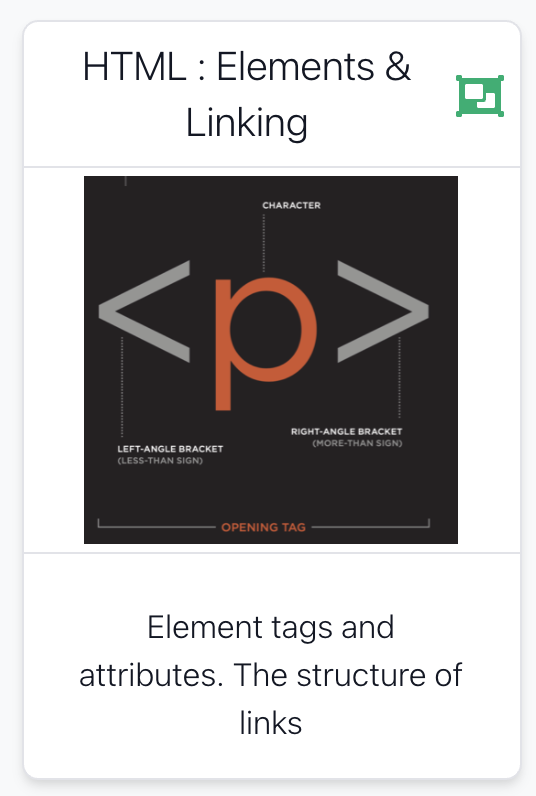 HTML : Elements &
Linking
CHARACTER
<p>
LEFT-ANGLE BRACKET
(LESS-THAN SIGN)
RIGHT-ANGLE BRACKET
(MORE-THAN SIGN)
OPENING TAG
Element tags and
attributes. The structure of
links